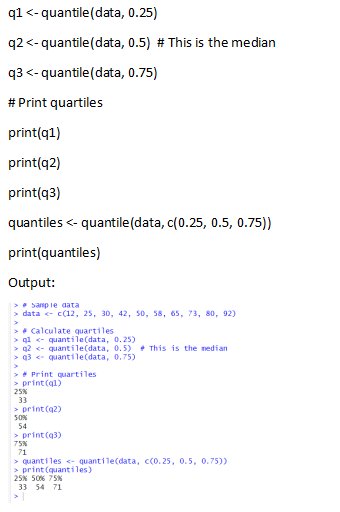 q1 <- quantile(data, 0.25)
q2 <- quantile(data, 0.5)  # This is the median
q3 <- quantile(data, 0.75)
# Print quartiles
print(q1)
print(q2)
print(q3)
quantiles <- quantile(data, c(0.25, 0.5, 0.75))
print(quantiles)
Output:
> # Sample data
> data <- c(12, 25, 30, 42, 50, 58, 65, 73, 80, 92)
>
> # Calculate quartiles
> q1 <- quantile(data, 0.25)
> q2 <- quantile(data, 0.5)  # This is the median
> q3 <- quantile(data, 0.75)
>
> # Print quartiles
> print(q1)
25%
 33
> print(q2)
50%
 54
> print(q3)
75%
 71
> quantiles <- quantile(data, c(0.25, 0.5, 0.75))
> print(quantiles)
25% 50% 75%
 33  54  71
>